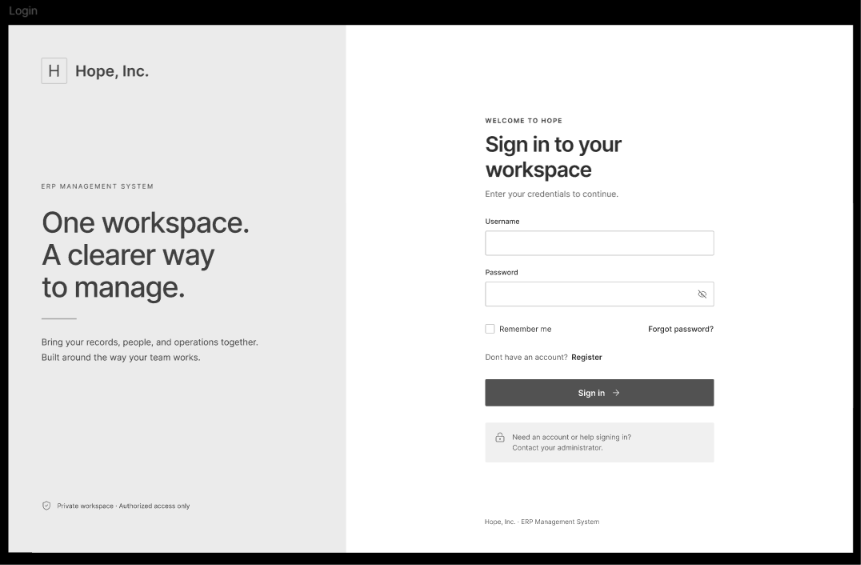 Login
H Hope, Inc.
ERP MANAGEMENT SYSTEM
One workspace.
A clearer way
to manage.
Bring your records, people, and operations together.
Built around the way your team works.
Private workspace · Authorized access only
WELCOME TO HOPE
Sign in to your
workspace
Enter your credentials to continue.
Username
Password
Remember me
Forgot password?
Dont have an account? Register
Sign in →
Need an account or help signing in?
Contact your administrator.
Hope, Inc. · ERP Management System